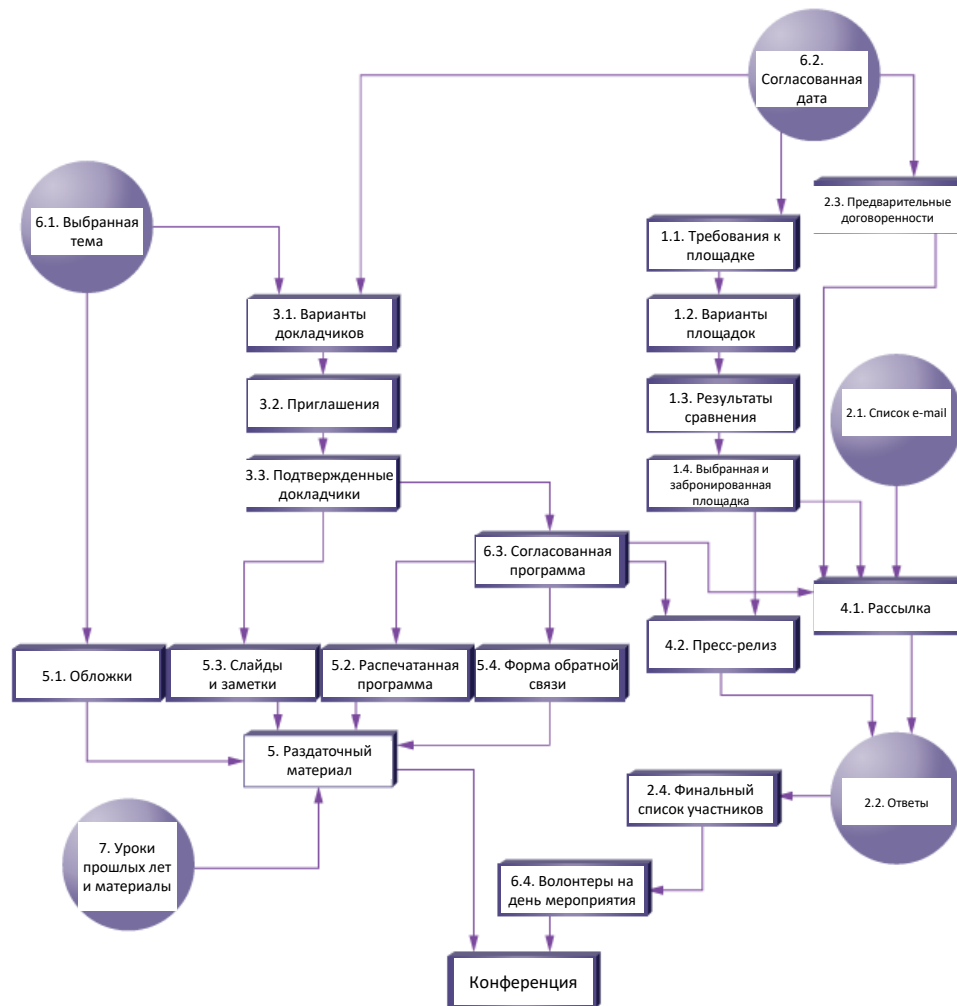 6.2.
Согласованная
дата
6.1. Выбранная
тема
2.3. Предварительные
договоренности
1.1. Требования к
площадке
3.1. Варианты
докладчиков
1.2. Варианты
площадок
3.2. Приглашения
1.3. Результаты
сравнения
2.1. Список e-mail
3.3. Подтвержденные
докладчики
1.4. Выбранная и
забронированная
площадка
6.3. Согласованная
программа
4.1. Рассылка
5.1. Обложки
5.3. Слайды
и заметки
5.2. Распечатанная
программа
5.4. Форма обратной
связи
4.2. Пресс-релиз
5. Раздаточный
материал
2.4. Финальный
список участников
2.2. Ответы
7. Уроки
прошлых лет
и материалы
6.4. Волонтеры на
день мероприятия
Конференция